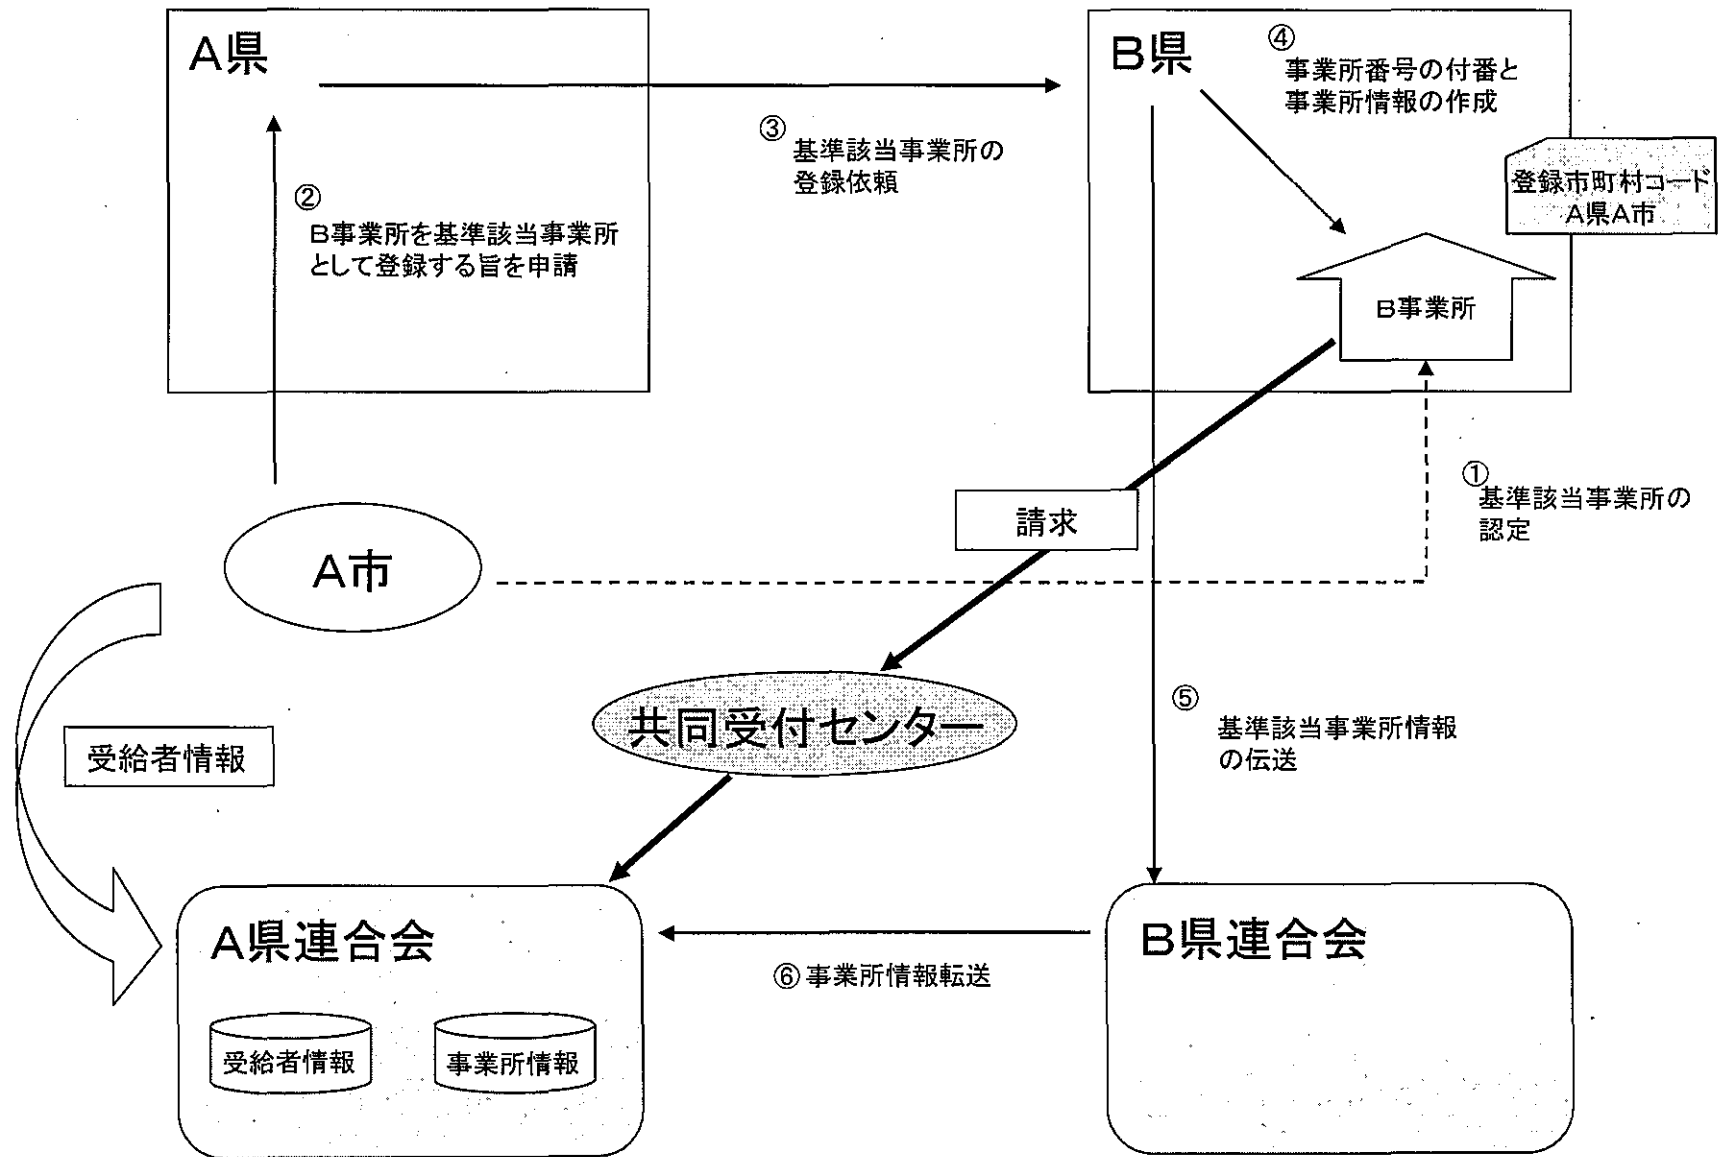 A県
B県
④
事業所番号の付番と
事業所情報の作成
③
基準該当事業所の
登録依頼
登録市町村コード
A県A市
②
B事業所を基準該当事業所
として登録する旨を申請
B事業所
①
基準該当事業所の
認定
請求
A市
共同受付センター
⑤
基準該当事業所情報
の伝送
受給者情報
A県連合会
B県連合会
⑥事業所情報転送
受給者情報
事業所情報